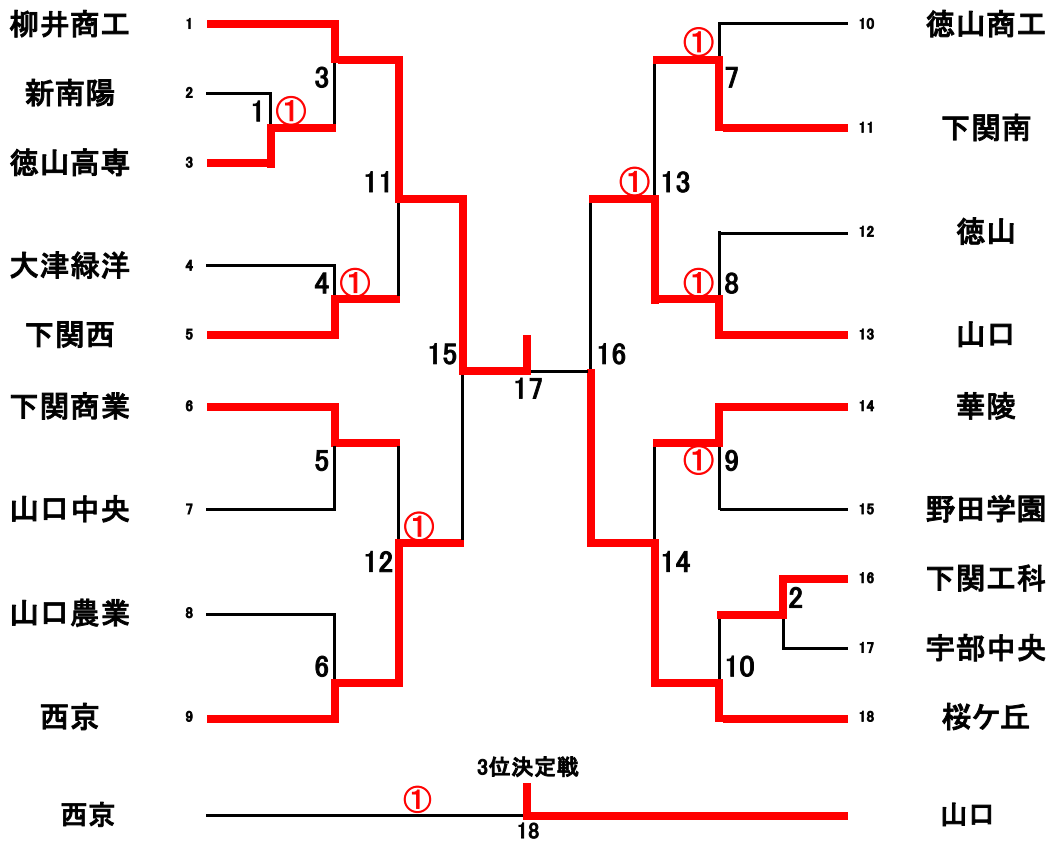 柳井商工 1
新南陽 2
徳山高専 3
大津緑洋 4
下関西 5
下関商業 6
山口中央 7
山口農業 8
西京 9
3
1 ①
11
4 ①
15
5
12 ①
6
17
10 徳山商工
11 下関南
12 徳山
13 山口
14 華陵
15 野田学園
16 下関工科
17 宇部中央
18 桜ケ丘
① 7
① 13
① 8
16
① 9
14
2
10
3位決定戦
西京 ① 18 山口